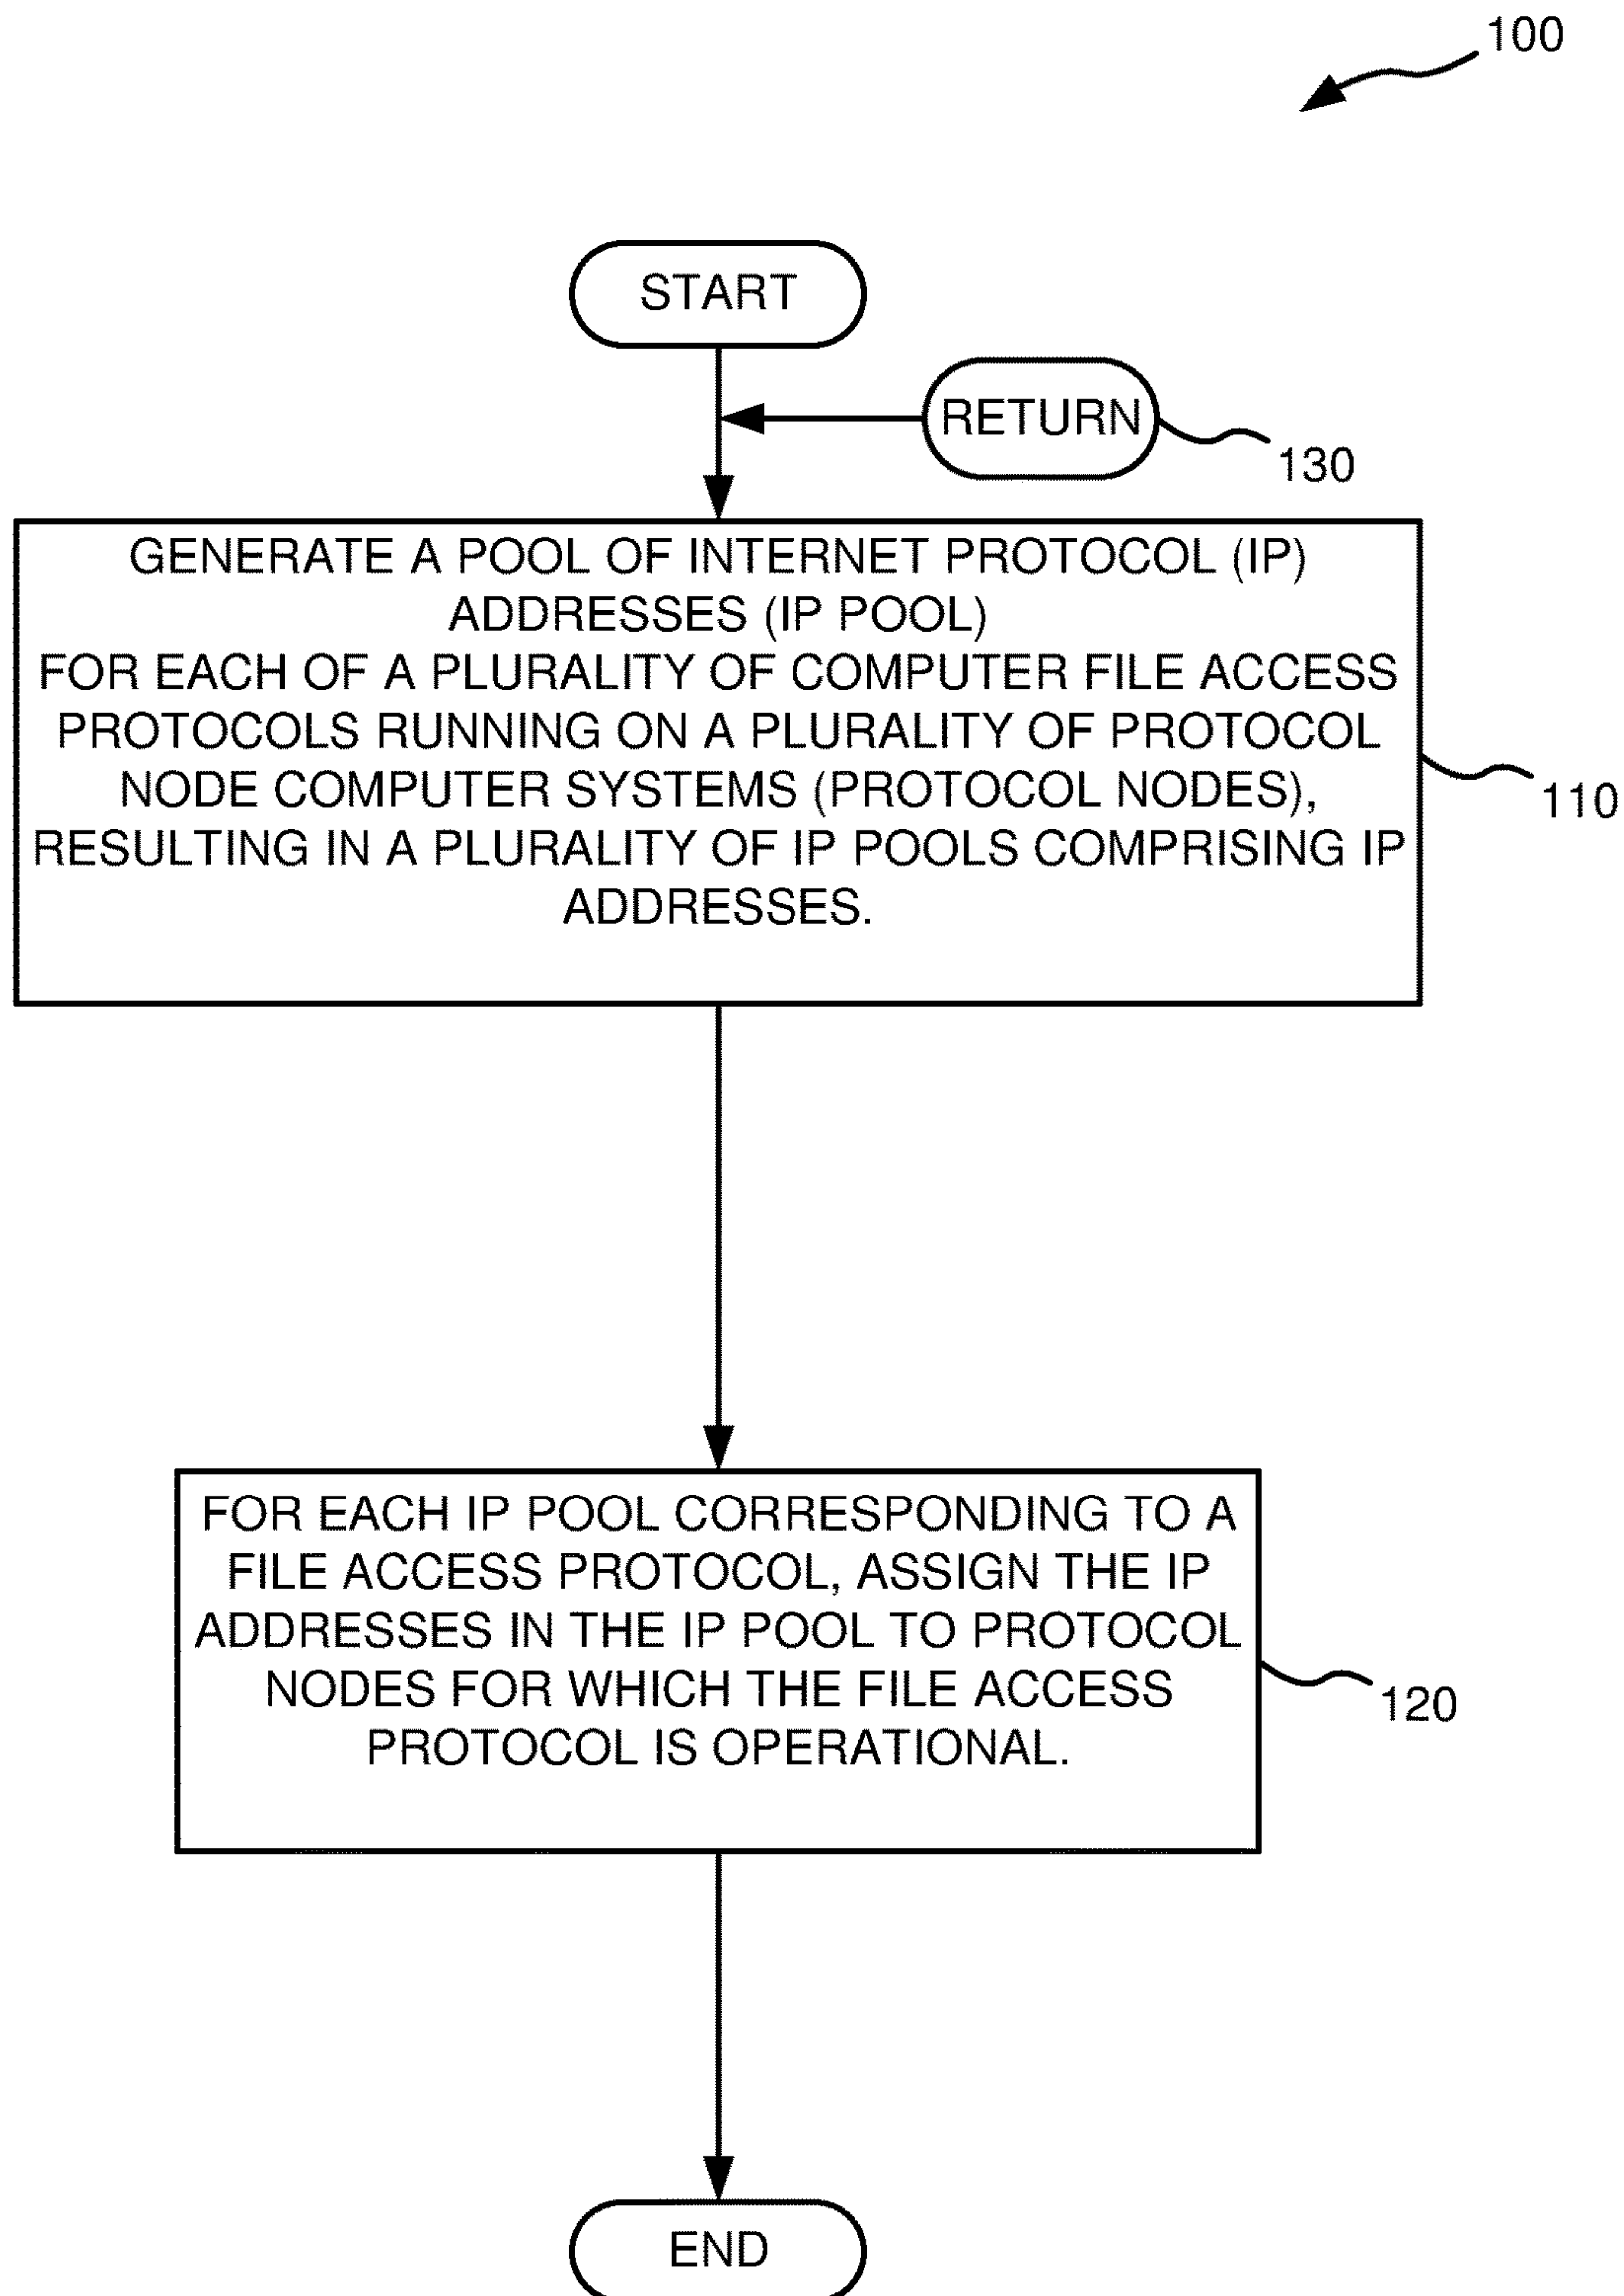 100
START
RETURN
130
GENERATE A POOL OF INTERNET PROTOCOL (IP)
ADDRESSES (IP POOL)
FOR EACH OF A PLURALITY OF COMPUTER FILE ACCESS
PROTOCOLS RUNNING ON A PLURALITY OF PROTOCOL
NODE COMPUTER SYSTEMS (PROTOCOL NODES),
RESULTING IN A PLURALITY OF IP POOLS COMPRISING IP
ADDRESSES.
110
FOR EACH IP POOL CORRESPONDING TO A
FILE ACCESS PROTOCOL, ASSIGN THE IP
ADDRESSES IN THE IP POOL TO PROTOCOL
NODES FOR WHICH THE FILE ACCESS
PROTOCOL IS OPERATIONAL.
120
END